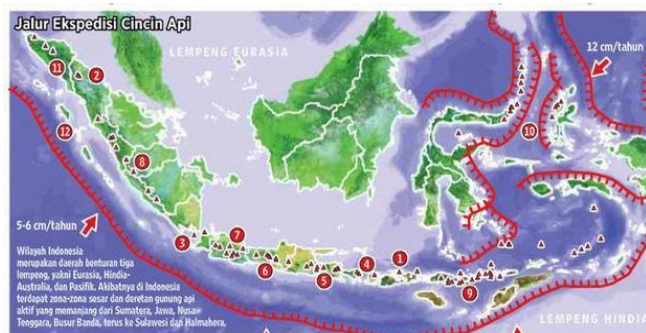 Jalur Ekspedisi Cincin Api
LEMPENG EURASIA
12 cm/tahun
11
2
12
10
8
5-6 cm/tahun
3
7
1
6
4
5
9
Wilayah Indonesia
merupakan daerah benturan tiga
lempeng, yakni Eurasia, Hindia-
Australia, dan Pasifik. Akibatnya di Indonesia
terdapat zona-zona sesar dan deretan gunung api
aktif yang memanjang dari Sumatera, Jawa, Nusa
Tenggara, Busur Banda, terus ke Sulawesi dan Halmahera.
LEMPENG HINDIA